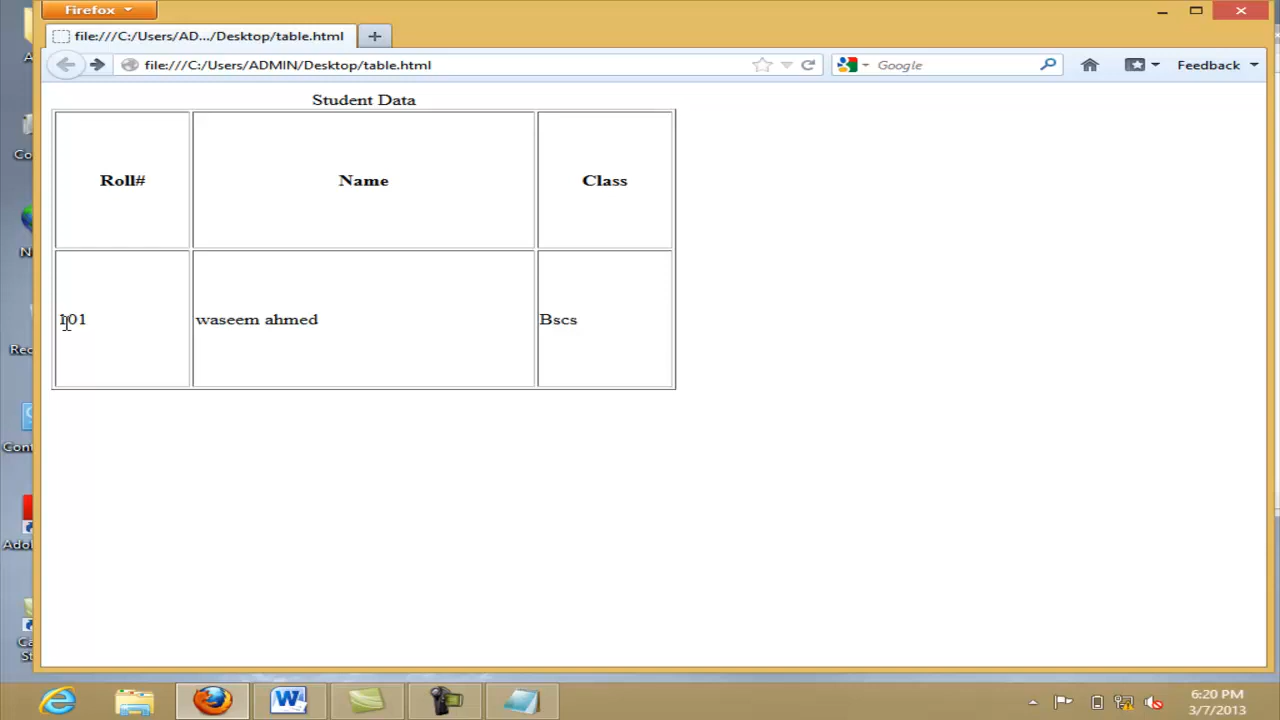 Firefox
file:///C:/Users/AD.../Desktop/table.html
file:///C:/Users/ADMIN/Desktop/table.html
Google
Feedback
Student Data
Roll# Name Class
101 waseem ahmed Bscs
6:20 PM
3/7/2013